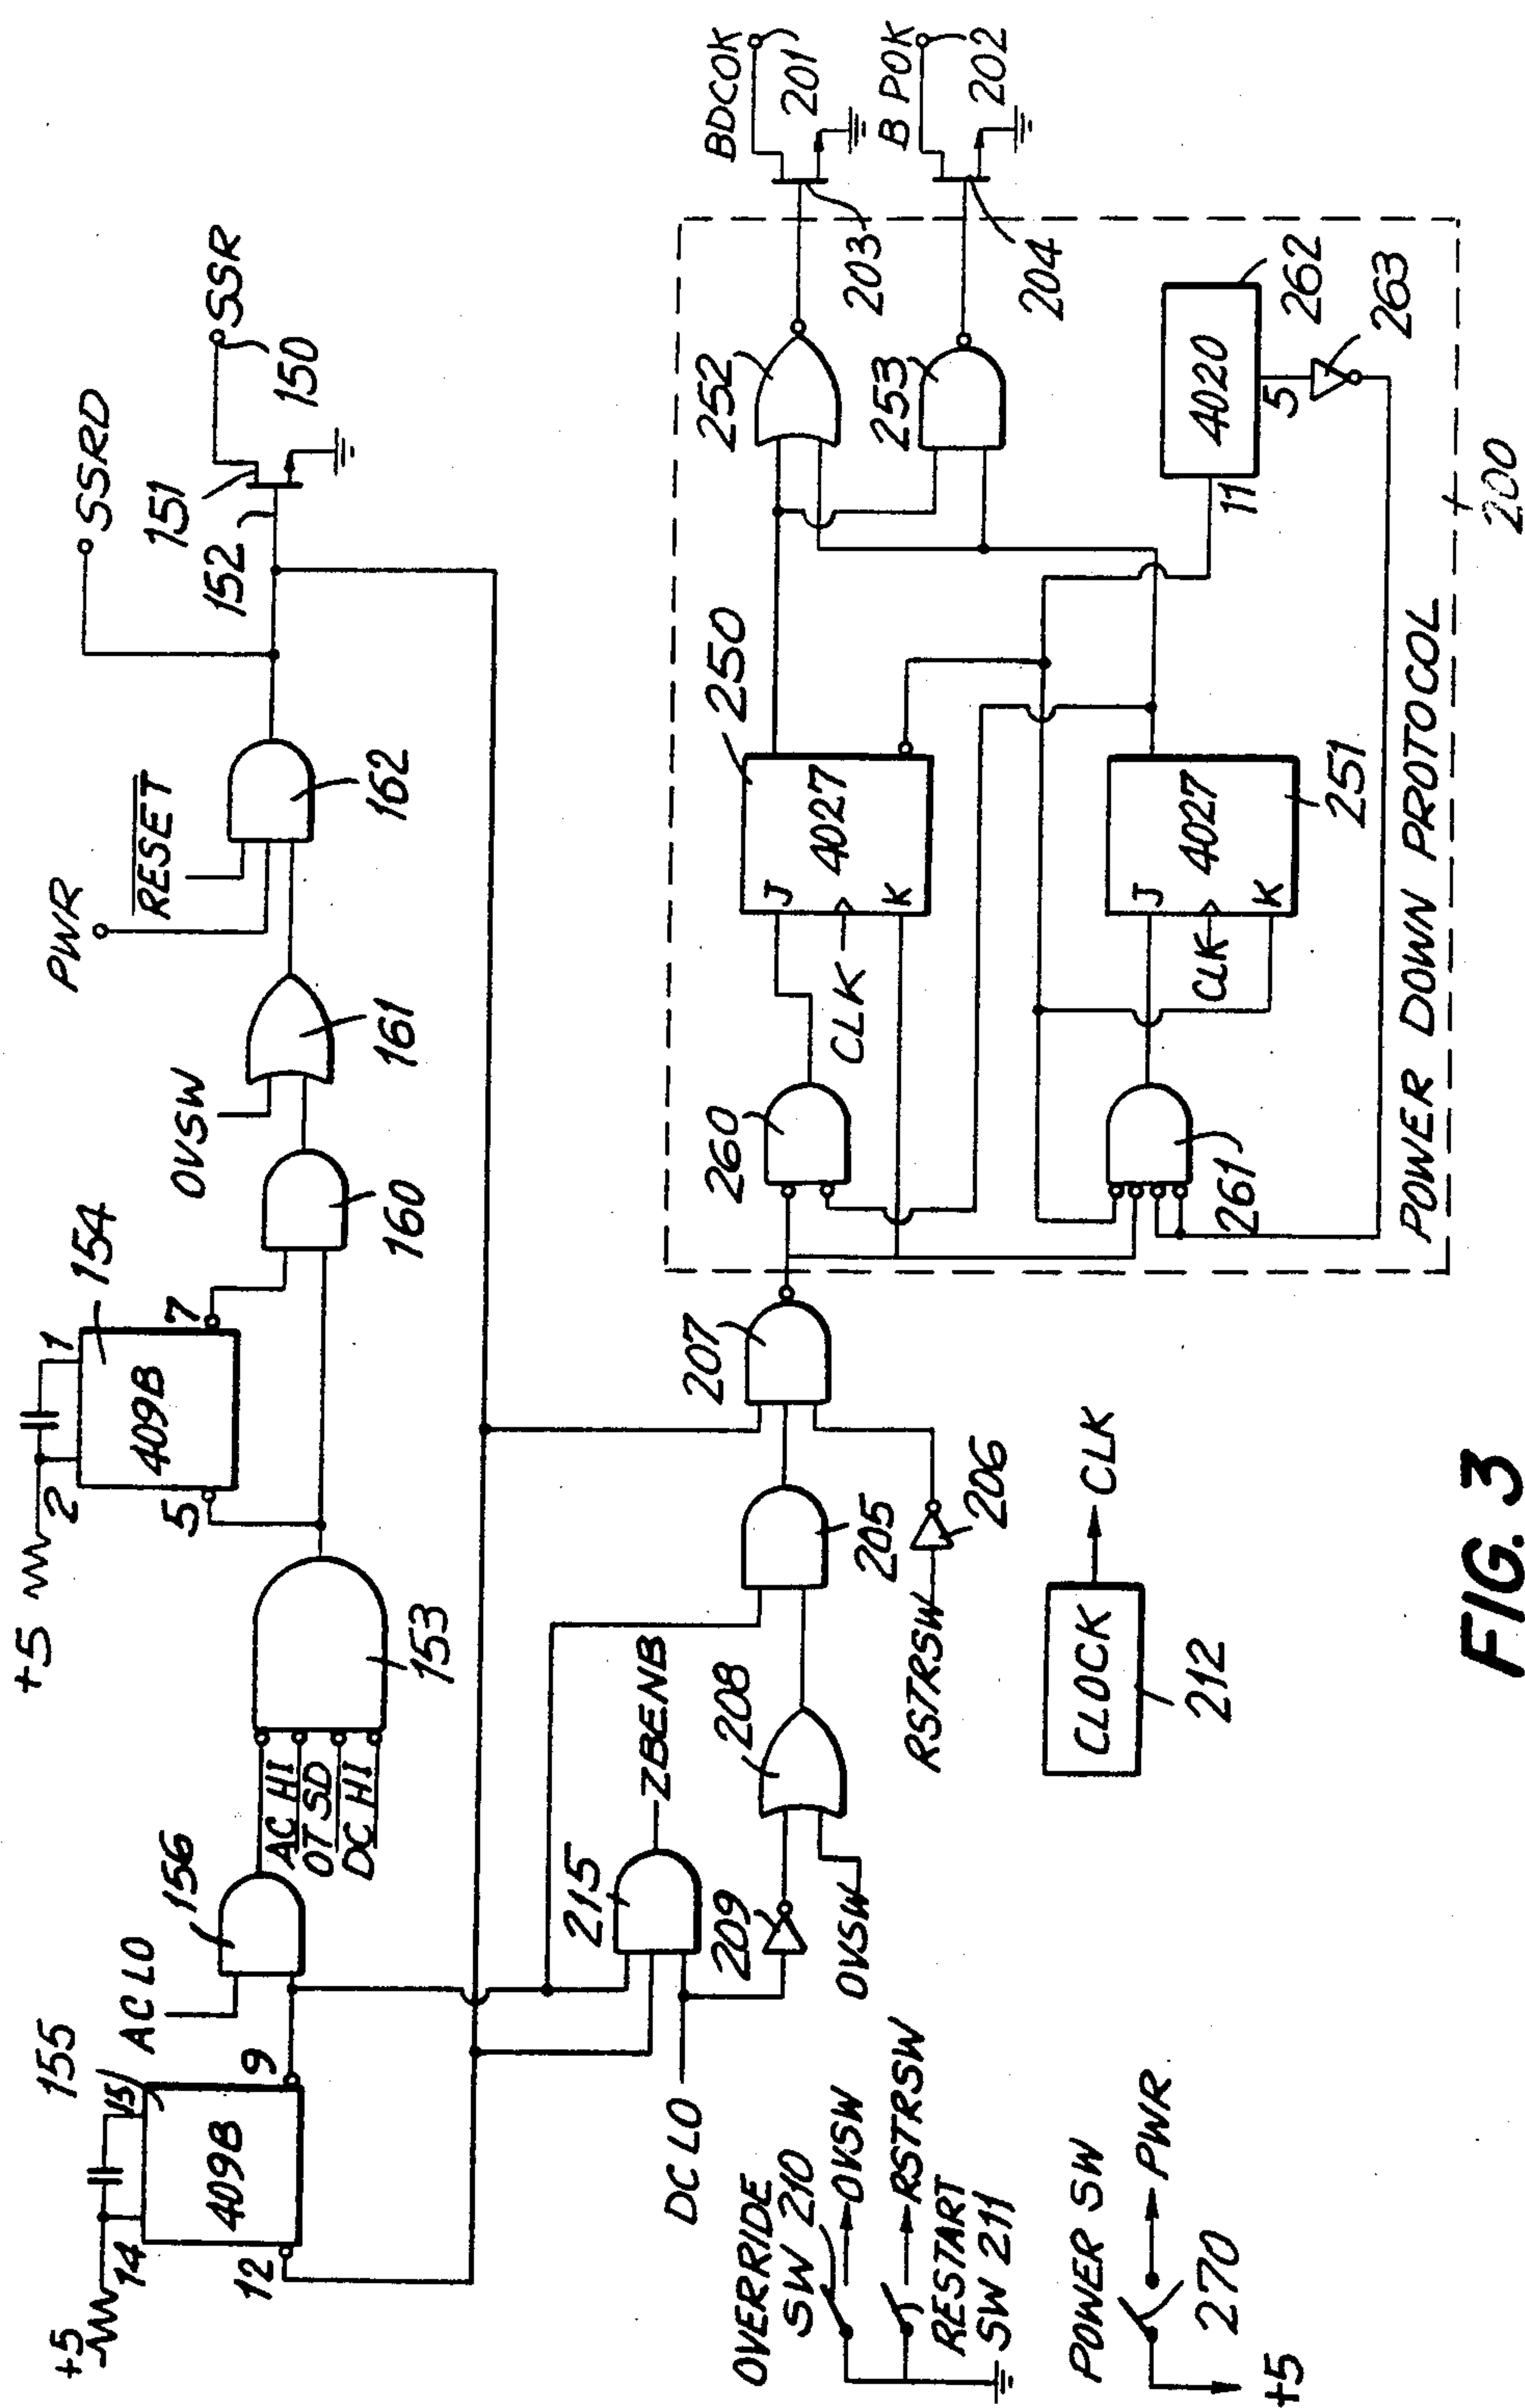 +5
14
12
409B
15
155
9
AC LO
156
AC HI
OT SD
DC HI
153
+5
2
1
5
409B
7
154
160
OVSW
161
PWR
RESET
162
SSRD
152
151
SSR
150
DC LO
215
ZBENB
209
OVSW
208
205
RSTRSW
206
207
OVERRIDE
SW 210
OVSW
RSTRSW
RESTART
SW 211
POWER SW
PWR
270
+5
CLOCK
212
CLK
260
261
CLK
J
K
4027
250
CLK
J
K
4027
251
252
253
11
4020
5
262
263
BDCOK
201
203
B POK
202
204
POWER DOWN PROTOCOL
200
FIG. 3